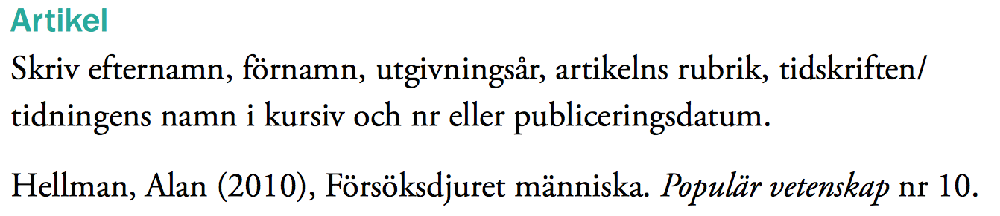 Artikel
Skriv efternamn, förnamn, utgivningsår, artikelns rubrik, tidskriften/
tidningens namn i kursiv och nr eller publiceringsdatum.
Hellman, Alan (2010), Försöksdjuret människa. Populär vetenskap nr 10.